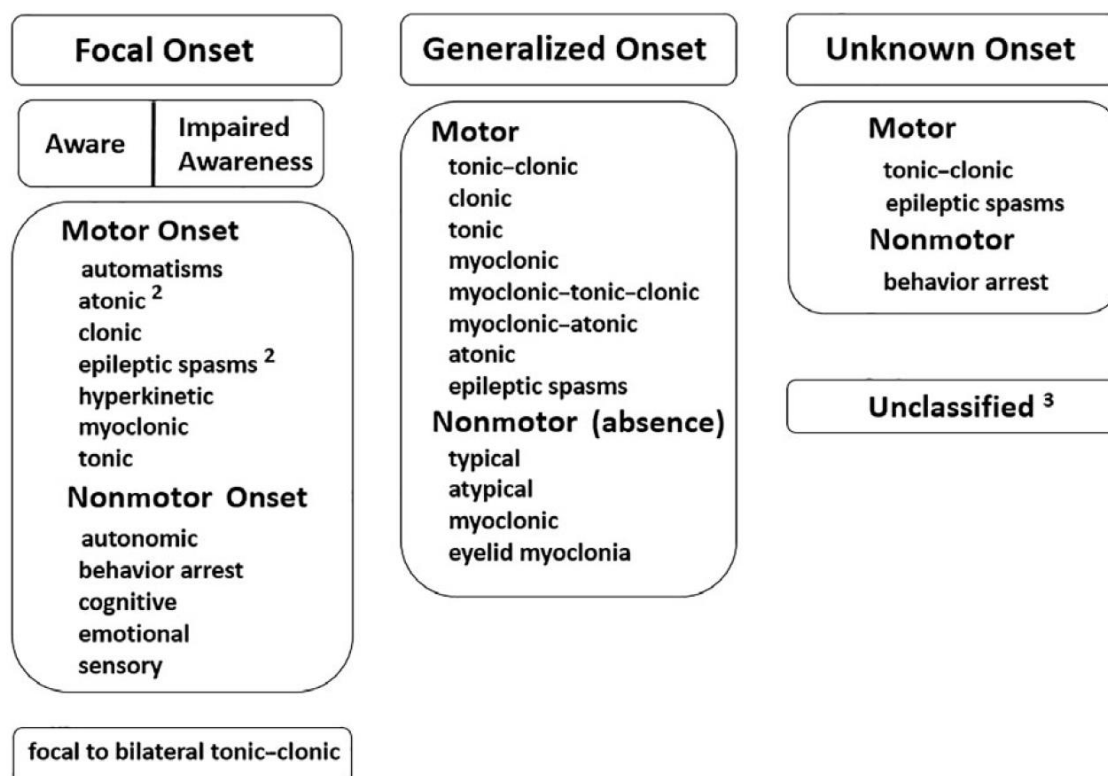 Focal Onset
Aware
Impaired
Awareness
Motor Onset
automatisms
atonic ²
clonic
epileptic spasms ²
hyperkinetic
myoclonic
tonic
Nonmotor Onset
autonomic
behavior arrest
cognitive
emotional
sensory
focal to bilateral tonic–clonic
Generalized Onset
Motor
tonic–clonic
clonic
tonic
myoclonic
myoclonic–tonic–clonic
myoclonic–atonic
atonic
epileptic spasms
Nonmotor (absence)
typical
atypical
myoclonic
eyelid myoclonia
Unknown Onset
Motor
tonic–clonic
epileptic spasms
Nonmotor
behavior arrest
Unclassified ³